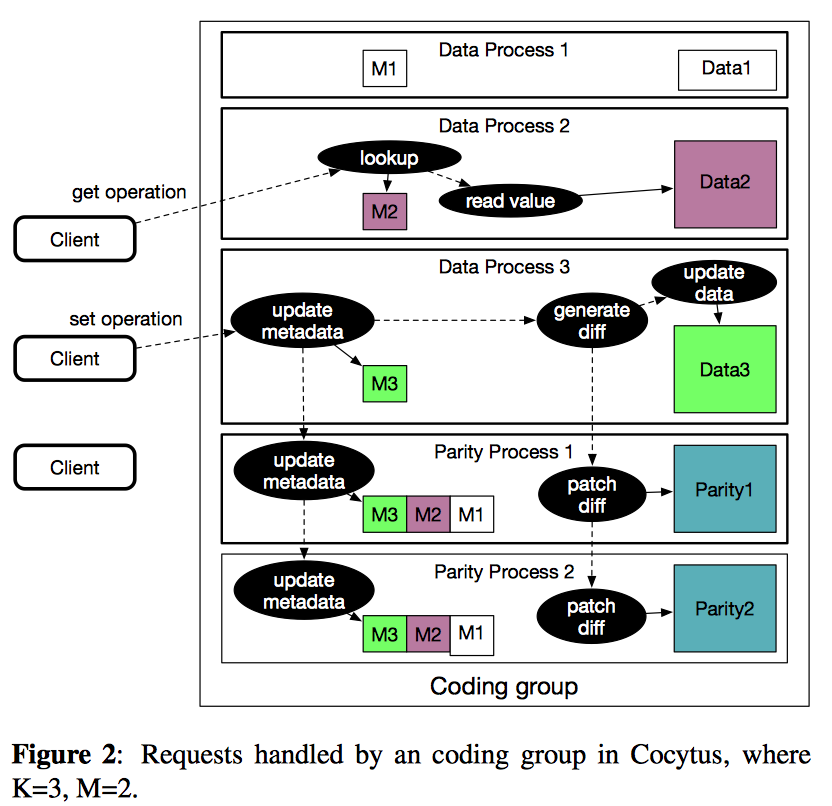 Data Process 1
M1
Data1
Data Process 2
lookup
get operation
Client
M2
read value
Data2
Data Process 3
update
data
update
metadata
generate
diff
set operation
Client
M3
Data3
Client
Parity Process 1
update
metadata
patch
diff
Parity1
M3 M2 M1
Parity Process 2
update
metadata
patch
diff
Parity2
M3 M2 M1
Coding group
Figure 2: Requests handled by an coding group in Cocytus, where
K=3, M=2.